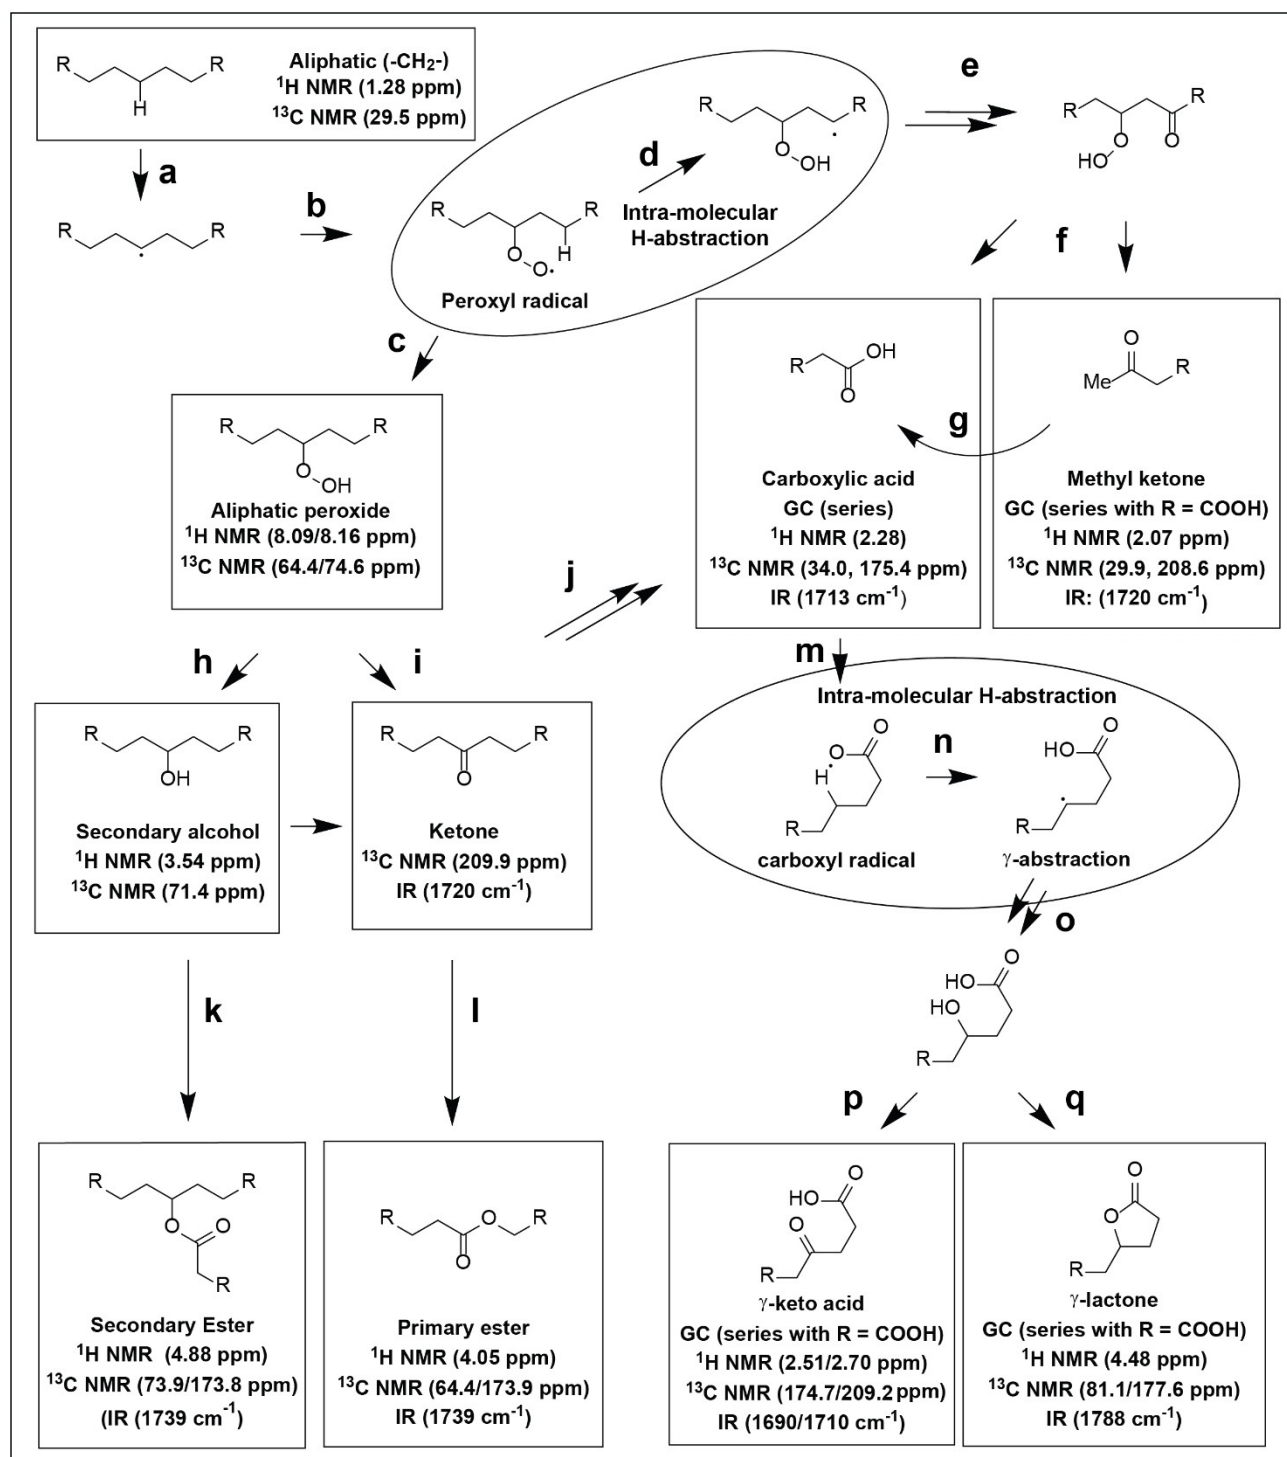 R
R
H
Aliphatic (-CH₂-)
¹H NMR (1.28 ppm)
¹³C NMR (29.5 ppm)
a
R
R
b
R
R
O
O·
H
Peroxyl radical
d
Intra-molecular
H-abstraction
R
R
O
OH
e
R
R
O
O
HO
c
f
R
R
O
OH
Aliphatic peroxide
¹H NMR (8.09/8.16 ppm)
¹³C NMR (64.4/74.6 ppm)
R
OH
O
Carboxylic acid
GC (series)
¹H NMR (2.28)
¹³C NMR (34.0, 175.4 ppm)
IR (1713 cm⁻¹)
g
O
Me
R
Methyl ketone
GC (series with R = COOH)
¹H NMR (2.07 ppm)
¹³C NMR (29.9, 208.6 ppm)
IR: (1720 cm⁻¹)
j
h
i
R
R
OH
Secondary alcohol
¹H NMR (3.54 ppm)
¹³C NMR (71.4 ppm)
R
R
O
Ketone
¹³C NMR (209.9 ppm)
IR (1720 cm⁻¹)
m
Intra-molecular H-abstraction
O
O
H
R
carboxyl radical
n
O
HO
R
γ-abstraction
o
O
HO
HO
R
k
l
p
q
R
R
O
O
R
Secondary Ester
¹H NMR (4.88 ppm)
¹³C NMR (73.9/173.8 ppm)
(IR (1739 cm⁻¹)
R
O
R
O
Primary ester
¹H NMR (4.05 ppm)
¹³C NMR (64.4/173.9 ppm)
IR (1739 cm⁻¹)
O
HO
O
R
γ-keto acid
GC (series with R = COOH)
¹H NMR (2.51/2.70 ppm)
¹³C NMR (174.7/209.2 ppm)
IR (1690/1710 cm⁻¹)
O
O
R
γ-lactone
GC (series with R = COOH)
¹H NMR (4.48 ppm)
¹³C NMR (81.1/177.6 ppm)
IR (1788 cm⁻¹)